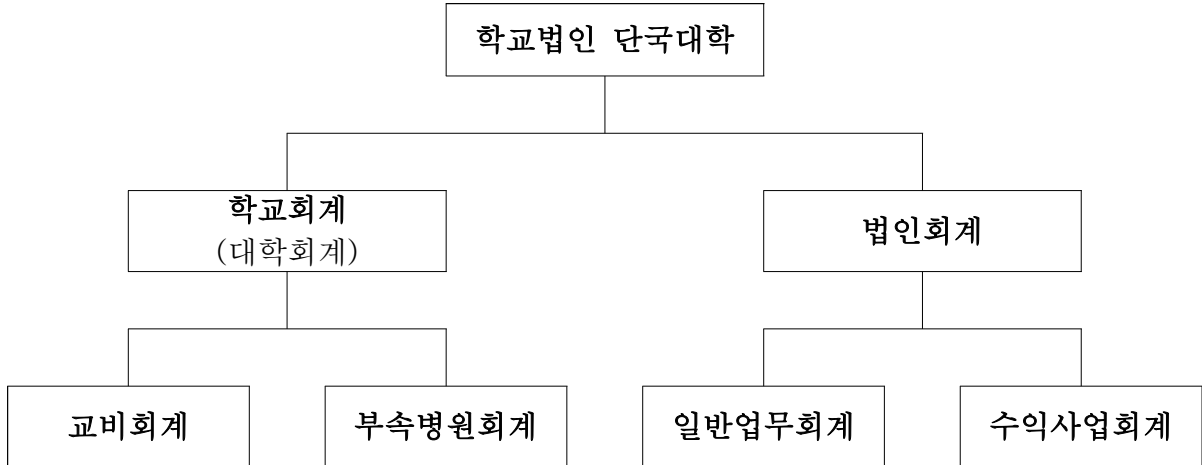 학교법인 단국대학
학교회계
(대학회계)
법인회계
교비회계
부속병원회계
일반업무회계
수익사업회계